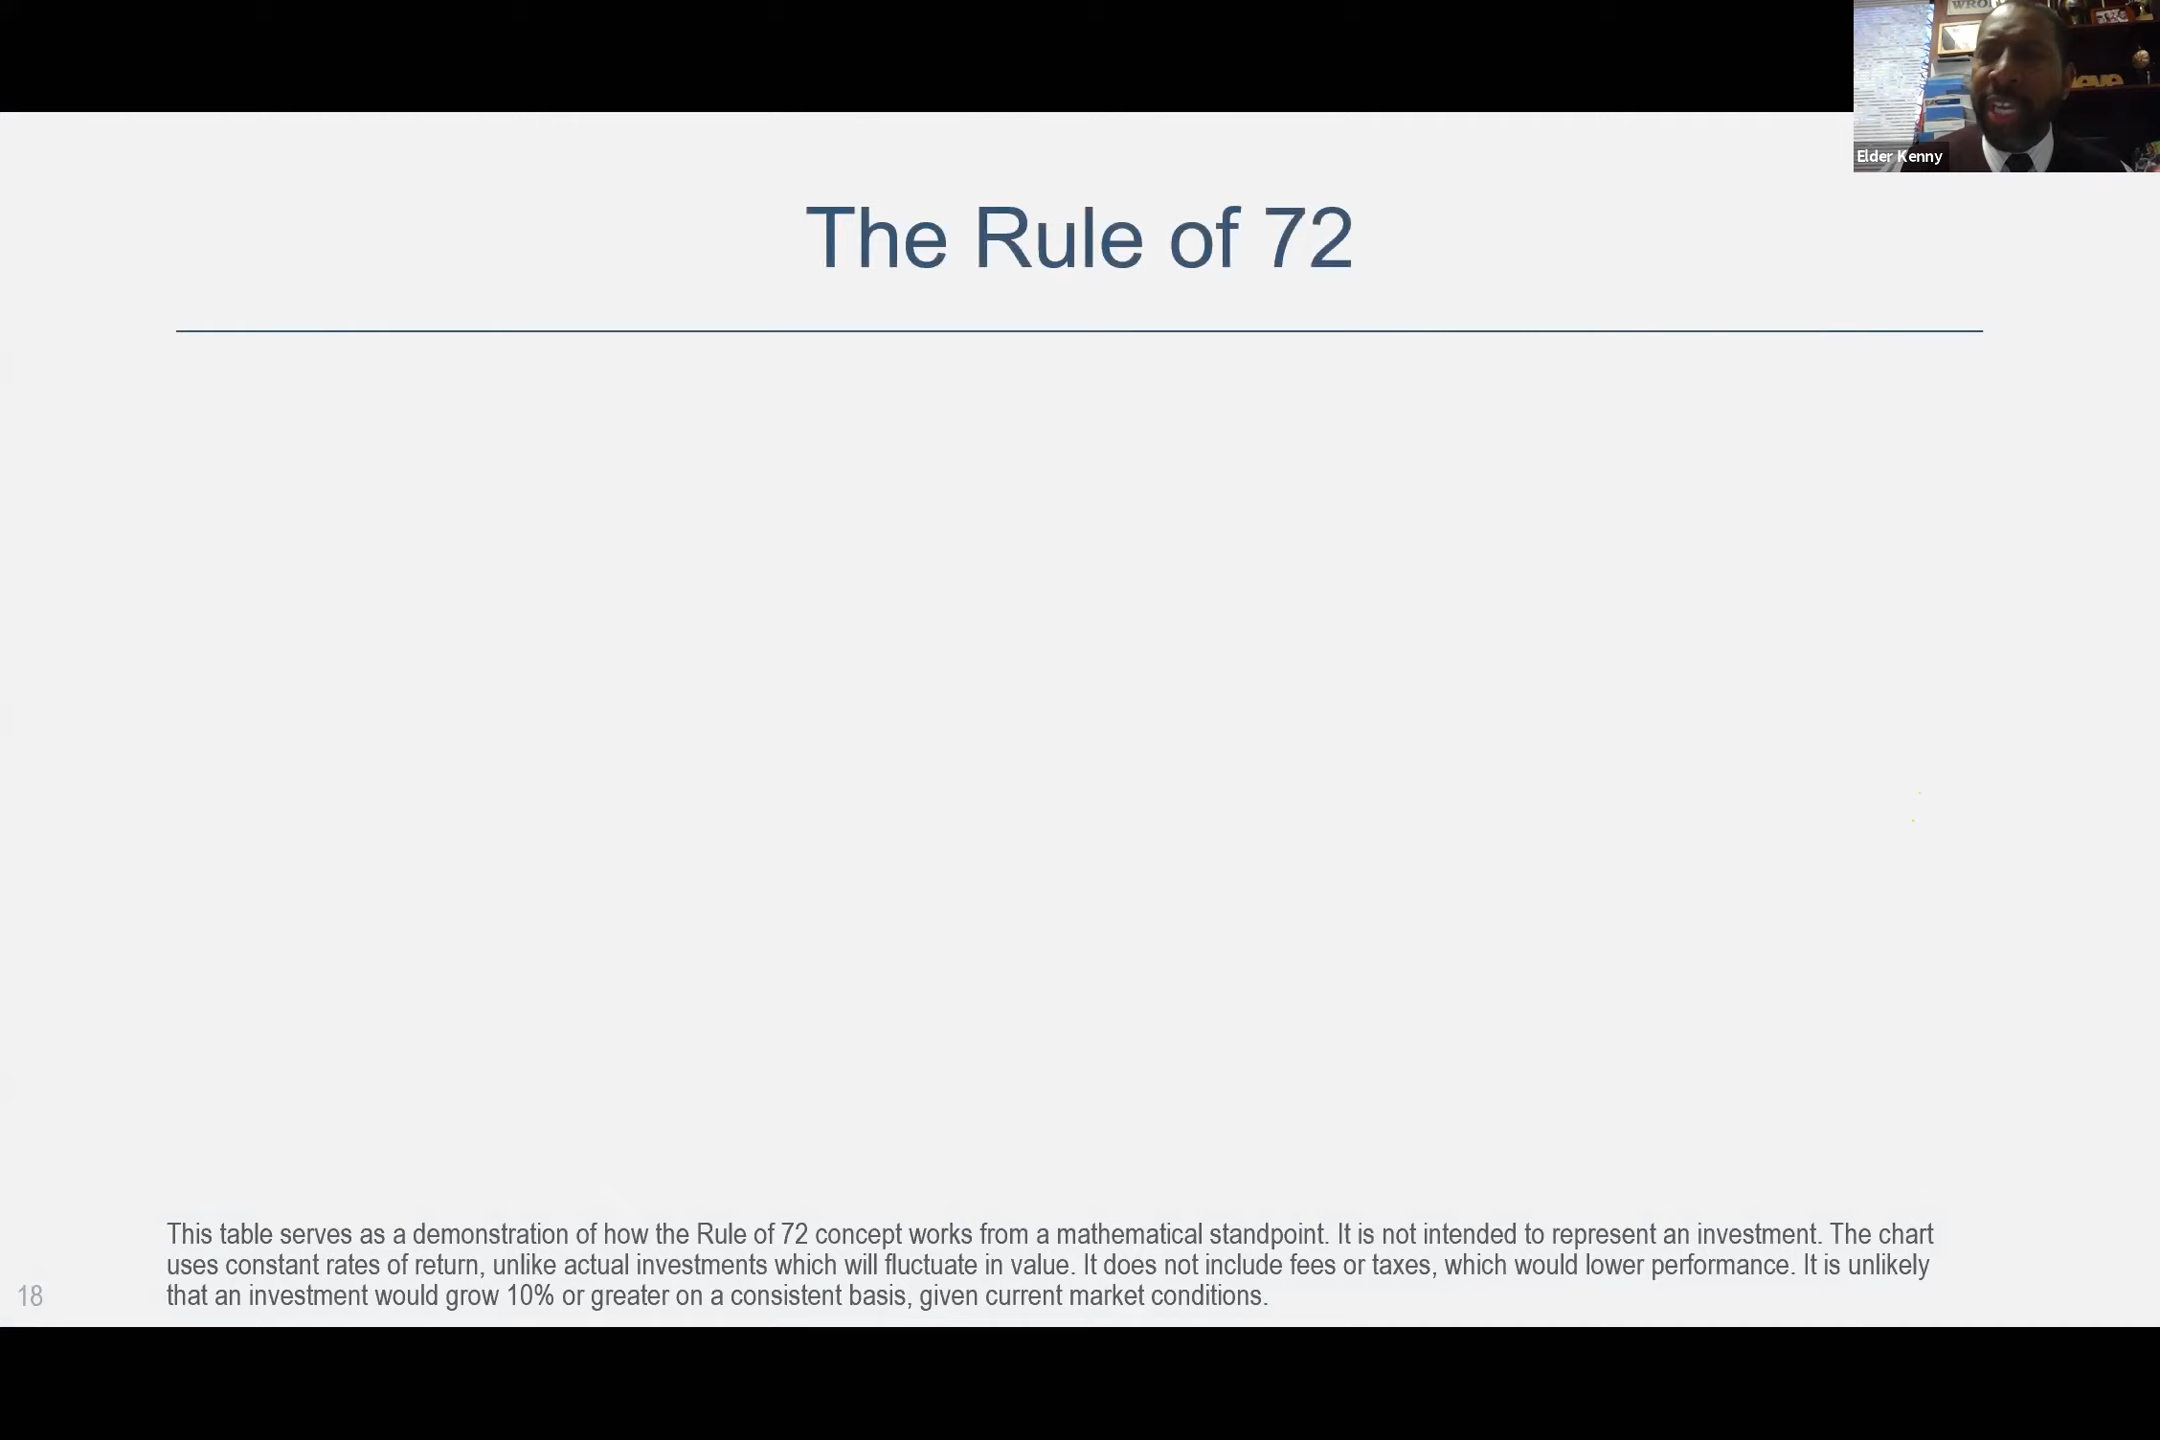 Elder Kenny
The Rule of 72
This table serves as a demonstration of how the Rule of 72 concept works from a mathematical standpoint. It is not intended to represent an investment. The chart
uses constant rates of return, unlike actual investments which will fluctuate in value. It does not include fees or taxes, which would lower performance. It is unlikely
that an investment would grow 10% or greater on a consistent basis, given current market conditions.
18